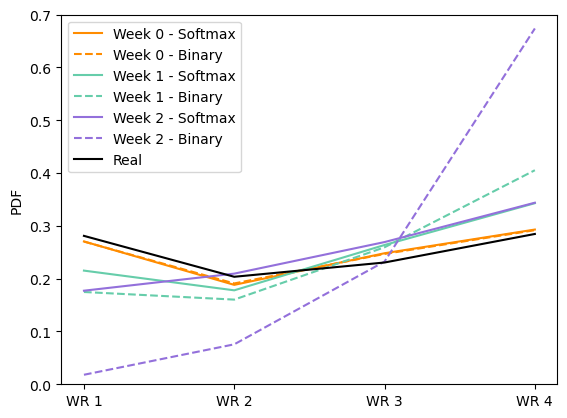 0.7
0.6
0.5
0.4
0.3
0.2
0.1
0.0
PDF
Week 0 - Softmax
Week 0 - Binary
Week 1 - Softmax
Week 1 - Binary
Week 2 - Softmax
Week 2 - Binary
Real
WR 1 WR 2 WR 3 WR 4